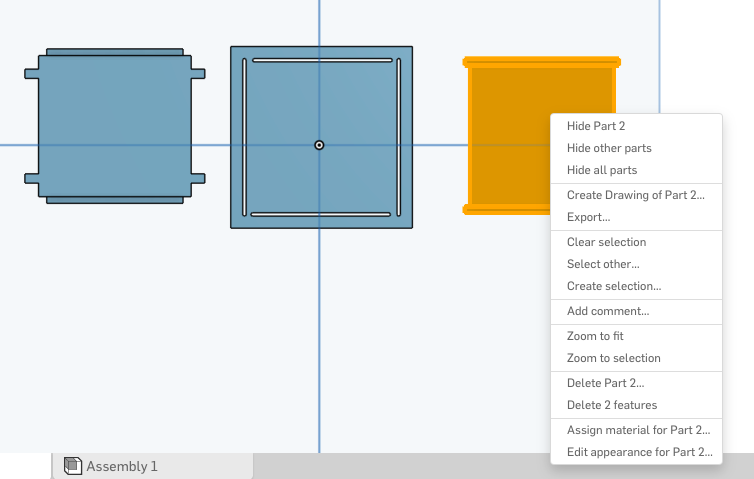 Hide Part 2
Hide other parts
Hide all parts
Create Drawing of Part 2...
Export...
Clear selection
Select other...
Create selection...
Add comment...
Zoom to fit
Zoom to selection
Delete Part 2...
Delete 2 features
Assign material for Part 2...
Edit appearance for Part 2...
Assembly 1